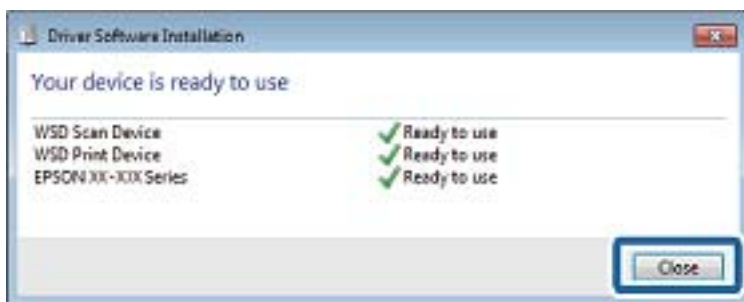 Driver Software Installation
Your device is ready to use
WSD Scan Device Ready to use
WSD Print Device Ready to use
EPSON XX-XXX Series Ready to use
Close